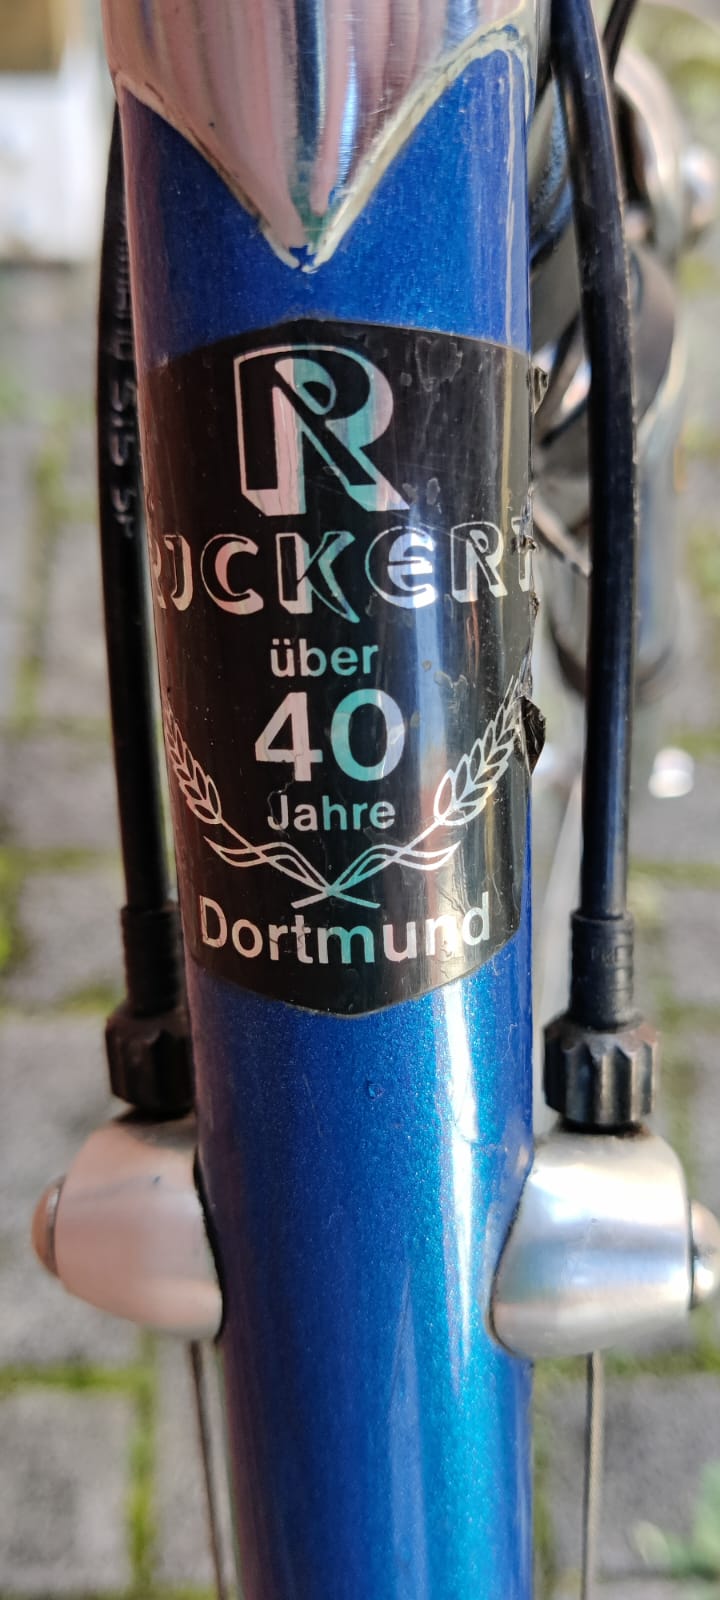 R
RICKERT
über
40
Jahre
Dortmund